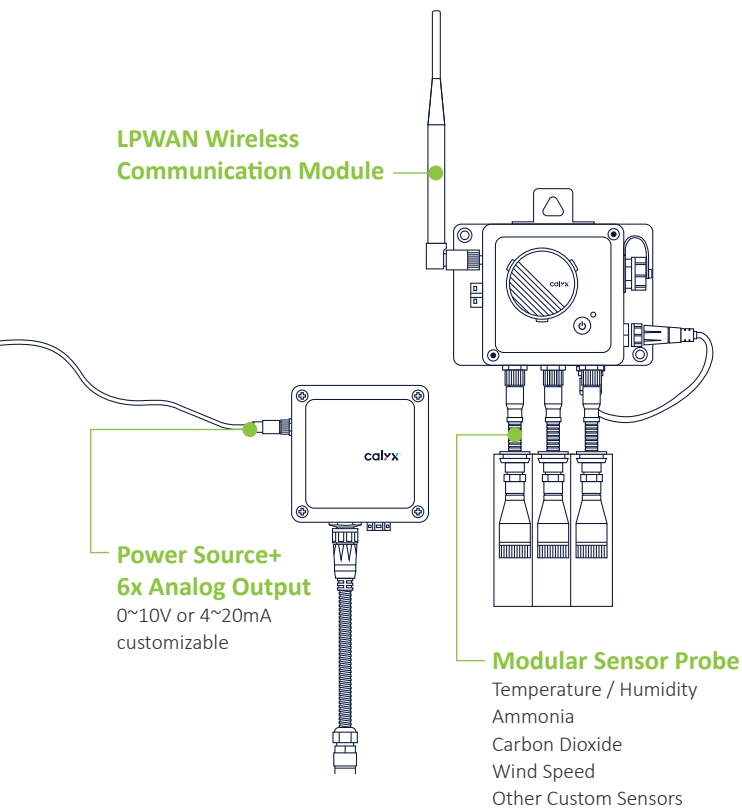 LPWAN Wireless
Communication Module
calyx
calyx
Power Source+
6x Analog Output
0~10V or 4~20mA
customizable
Modular Sensor Probe
Temperature / Humidity
Ammonia
Carbon Dioxide
Wind Speed
Other Custom Sensors